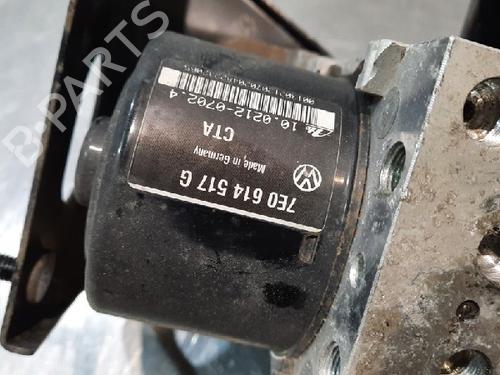 7E0 614 517 G
Made in Germany
CTA
10.0212-0702.4
B-PARTS